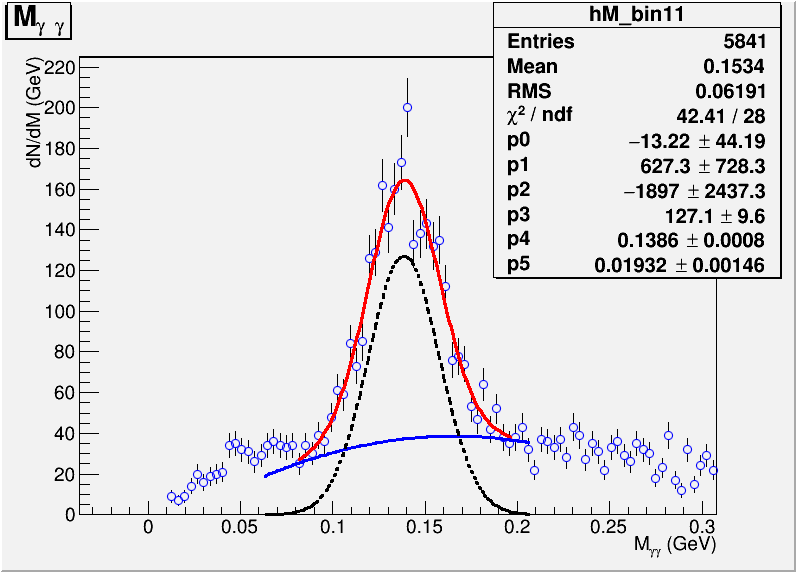 M γ γ
hM_bin11
Entries 5841
Mean 0.1534
RMS 0.06191
χ² / ndf 42.41 / 28
p0 −13.22 ± 44.19
p1 627.3 ± 728.3
p2 −1897 ± 2437.3
p3 127.1 ± 9.6
p4 0.1386 ± 0.0008
p5 0.01932 ± 0.00146
dN/dM (GeV)
220
200
180
160
140
120
100
80
60
40
20
0
0 0.05 0.1 0.15 0.2 0.25 0.3
Mγγ (GeV)